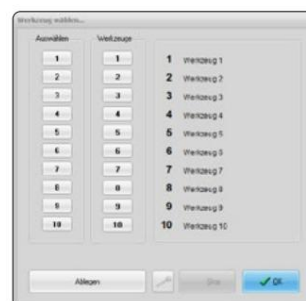 Werkzeug wählen...
Auswählen
Werkzeuge
1 1 1 Werkzeug 1
2 2 2 Werkzeug 2
3 3 3 Werkzeug 3
4 4 4 Werkzeug 4
5 5 5 Werkzeug 5
6 6 6 Werkzeug 6
7 7 7 Werkzeug 7
8 8 8 Werkzeug 8
9 9 9 Werkzeug 9
10 10 10 Werkzeug 10
Ablegen
OK